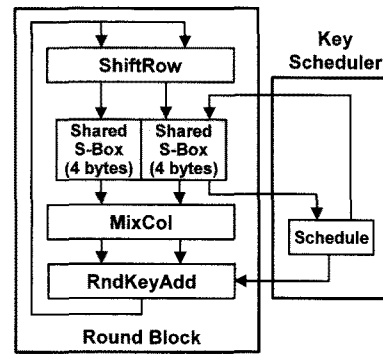 Key
Scheduler
ShiftRow
Shared
S-Box
(4 bytes)
Shared
S-Box
(4 bytes)
MixCol
Schedule
RndKeyAdd
Round Block